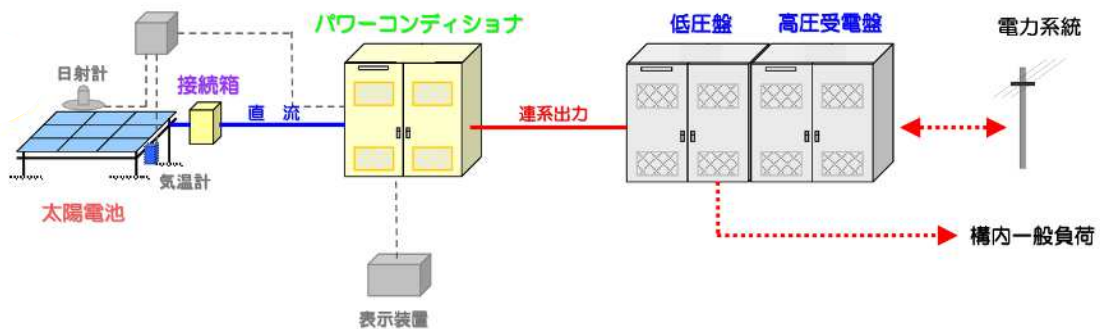 パワーコンディショナ
低圧盤
高圧受電盤
電力系統
日射計
接続箱
直 流
連系出力
気温計
太陽電池
構内一般負荷
表示装置